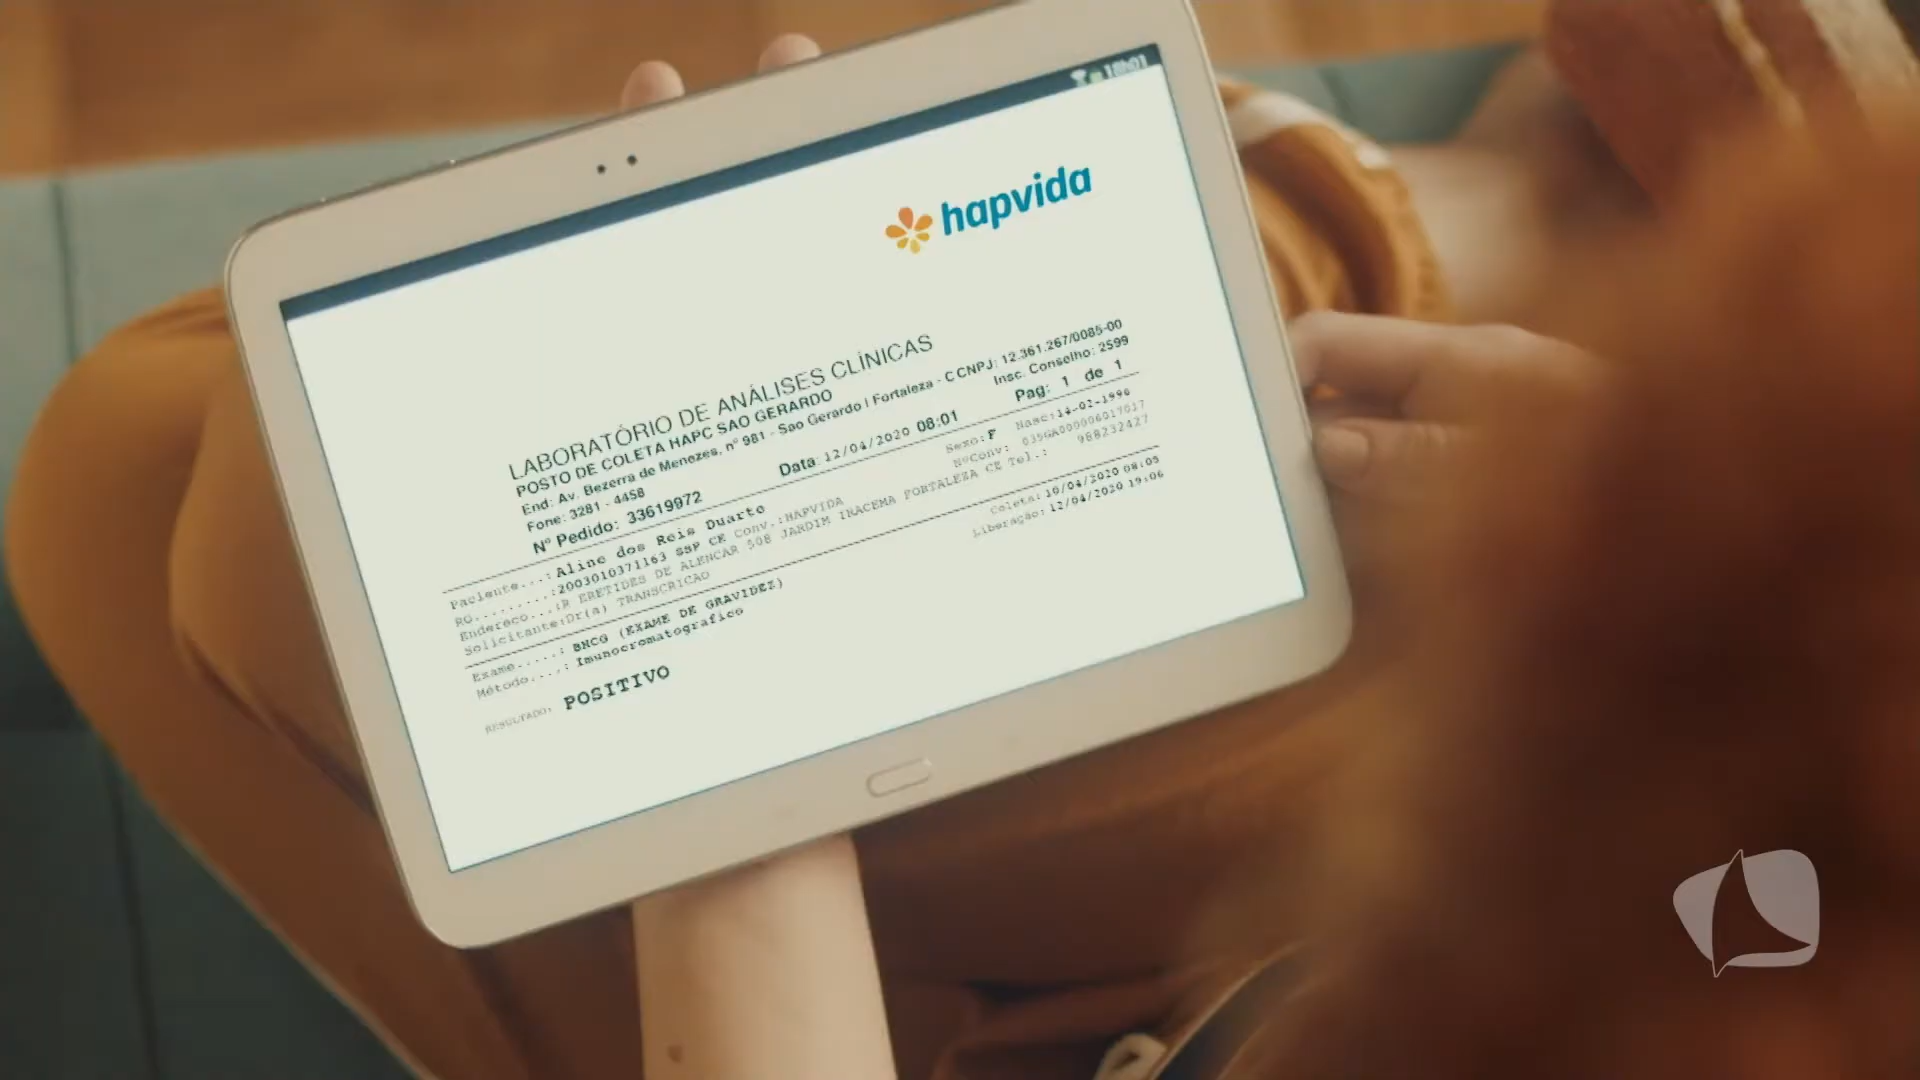 18h01
hapvida
LABORATÓRIO DE ANÁLISES CLÍNICAS
POSTO DE COLETA HAPC SAO GERARDO
End: Av. Bezerra de Menezes, nº 981 - Sao Gerardo / Fortaleza - C CNPJ: 12.361.267/0085-00
Fone: 3281 - 4458 Insc. Conselho: 2599
Nº Pedido: 33619972 Data: 12/04/2020 08:01 Pag: 1 de 1
Paciente...: Aline dos Reis Duarte Sexo: F Nasc: 14-02-1996
RG.........: 2003010371163 SSP CE Conv.: HAPVIDA NºConv: 035GA000006017017
Endereco...: R ERETIDES DE ALENCAR 508 JARDIM IRACEMA FORTALEZA CE Tel.: 988232427
Solicitante: Dr(a) TRANSCRICAO
Coleta: 10/04/2020 08:05
Exame.....: BHCG (EXAME DE GRAVIDEZ) Liberação: 12/04/2020 19:06
Método....: Imunocromatografico
RESULTADO: POSITIVO